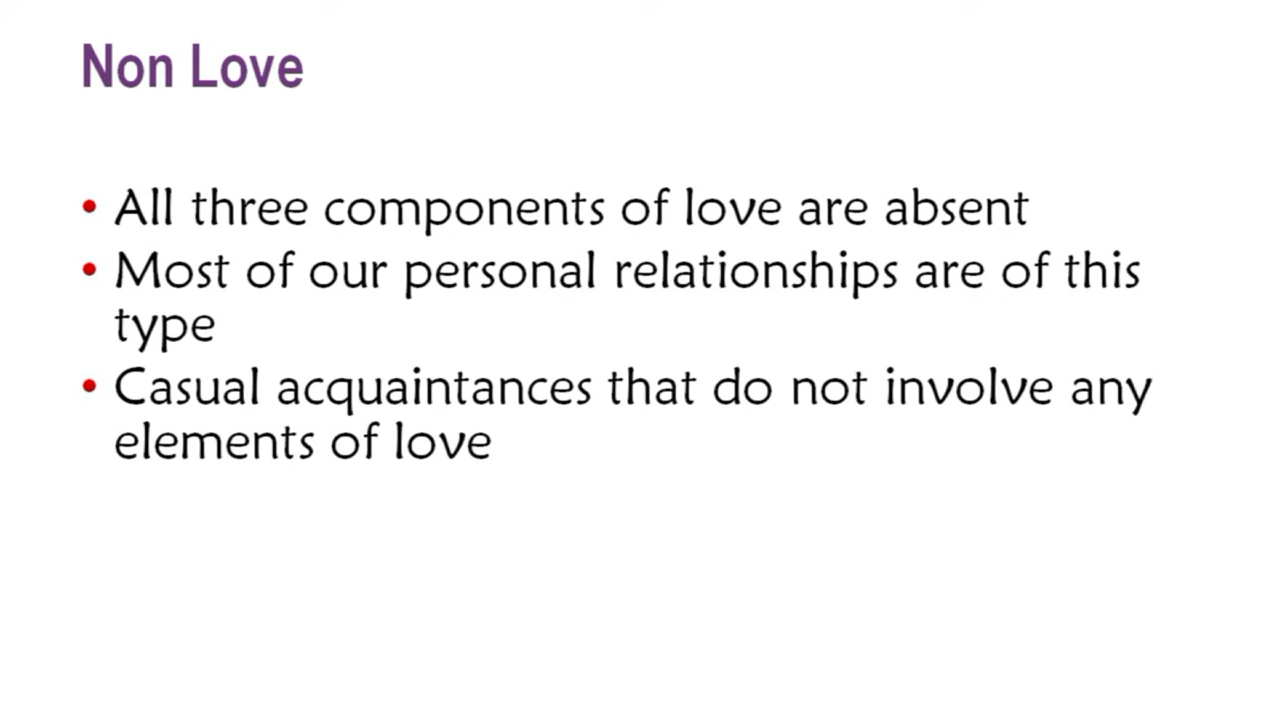 Non Love
• All three components of love are absent
• Most of our personal relationships are of this
type
• Casual acquaintances that do not involve any
elements of love